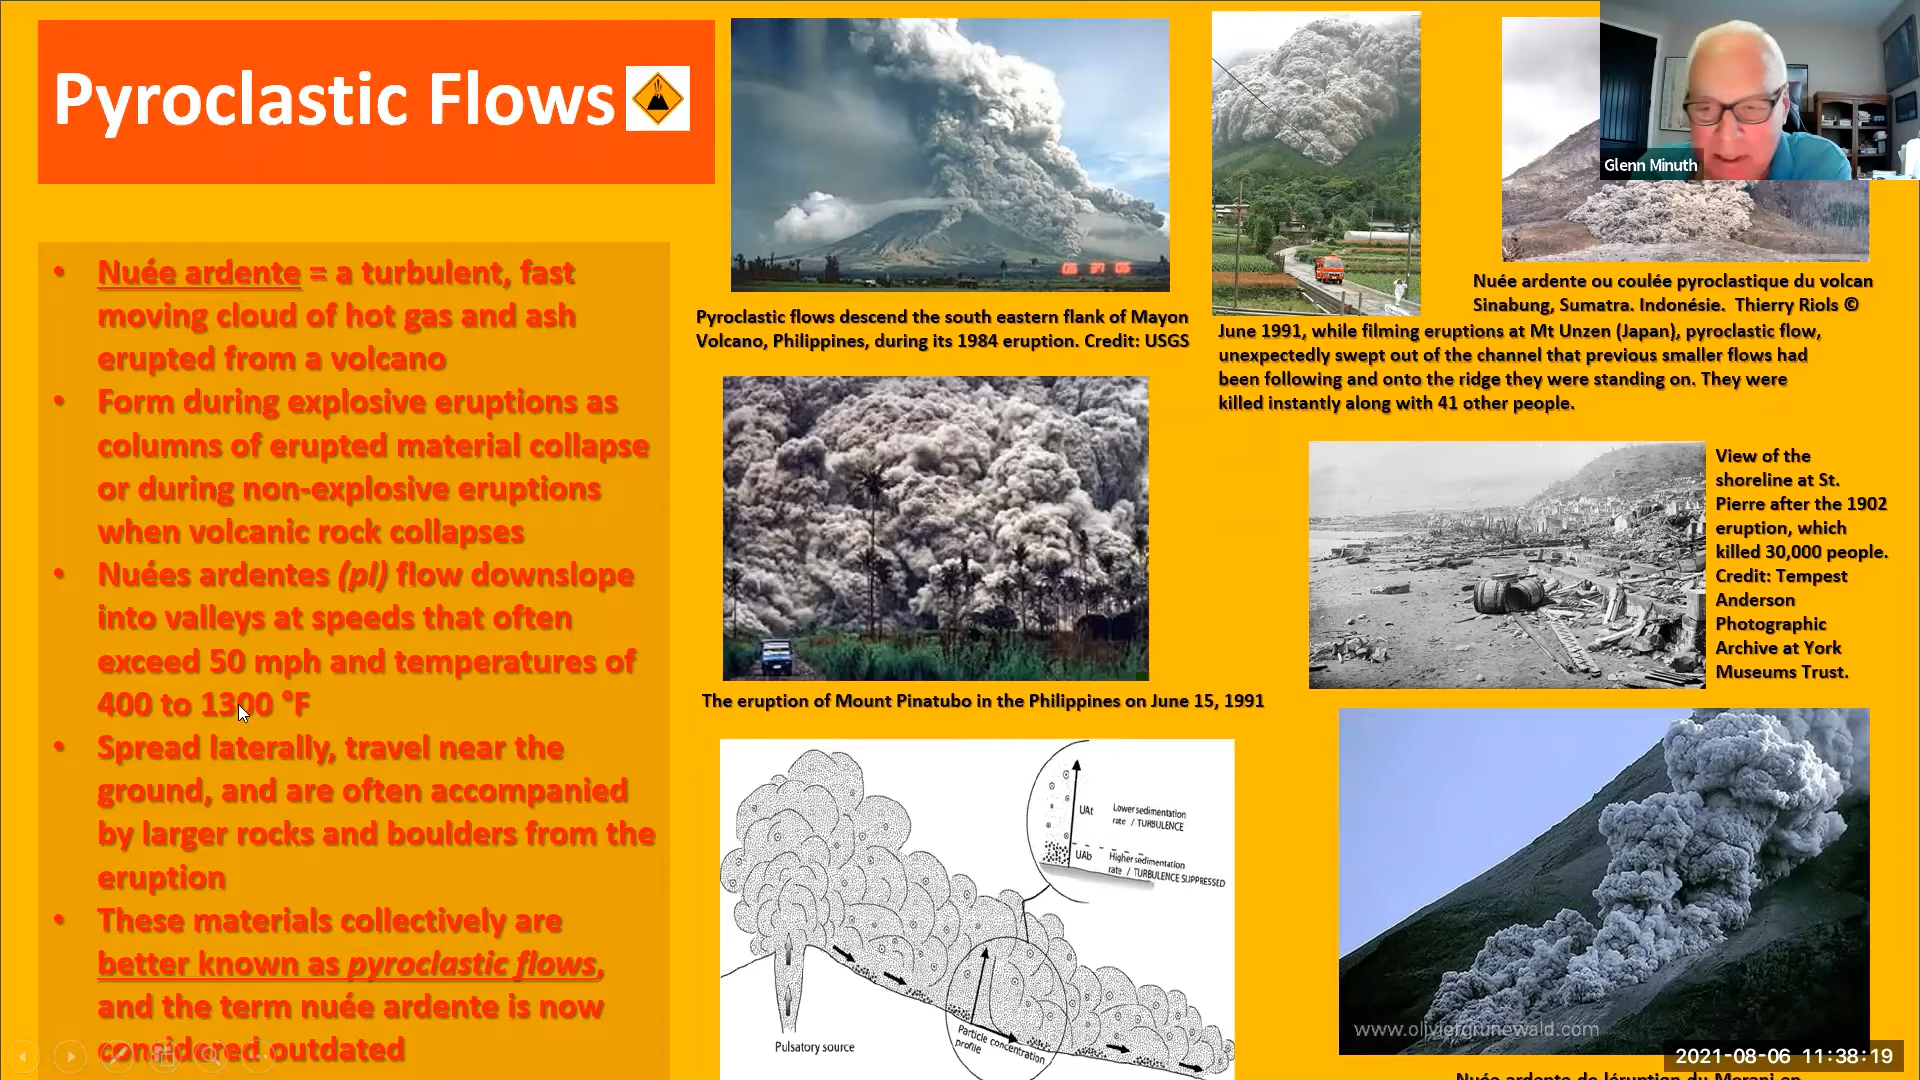 Pyroclastic Flows
• Nuée ardente = a turbulent, fast
moving cloud of hot gas and ash
erupted from a volcano
• Form during explosive eruptions as
columns of erupted material collapse
or during non-explosive eruptions
when volcanic rock collapses
• Nuées ardentes (pl) flow downslope
into valleys at speeds that often
exceed 50 mph and temperatures of
400 to 1300 °F
• Spread laterally, travel near the
ground, and are often accompanied
by larger rocks and boulders from the
eruption
• These materials collectively are
better known as pyroclastic flows,
and the term nuée ardente is now
considered outdated
Pyroclastic flows descend the south eastern flank of Mayon
Volcano, Philippines, during its 1984 eruption. Credit: USGS
Glenn Minuth
Nuée ardente ou coulée pyroclastique du volcan
Sinabung, Sumatra. Indonésie. Thierry Riols ©
June 1991, while filming eruptions at Mt Unzen (Japan), pyroclastic flow,
unexpectedly swept out of the channel that previous smaller flows had
been following and onto the ridge they were standing on. They were
killed instantly along with 41 other people.
The eruption of Mount Pinatubo in the Philippines on June 15, 1991
View of the
shoreline at St.
Pierre after the 1902
eruption, which
killed 30,000 people.
Credit: Tempest
Anderson
Photographic
Archive at York
Museums Trust.
UAt
Lower sedimentation
rate / TURBULENCE
UAb
Higher sedimentation
rate / TURBULENCE SUPPRESSED
Particle concentration
profile
Pulsatory source
www.oliviergrunewald.com
2021-08-06 11:38:19
Nuée ardente de